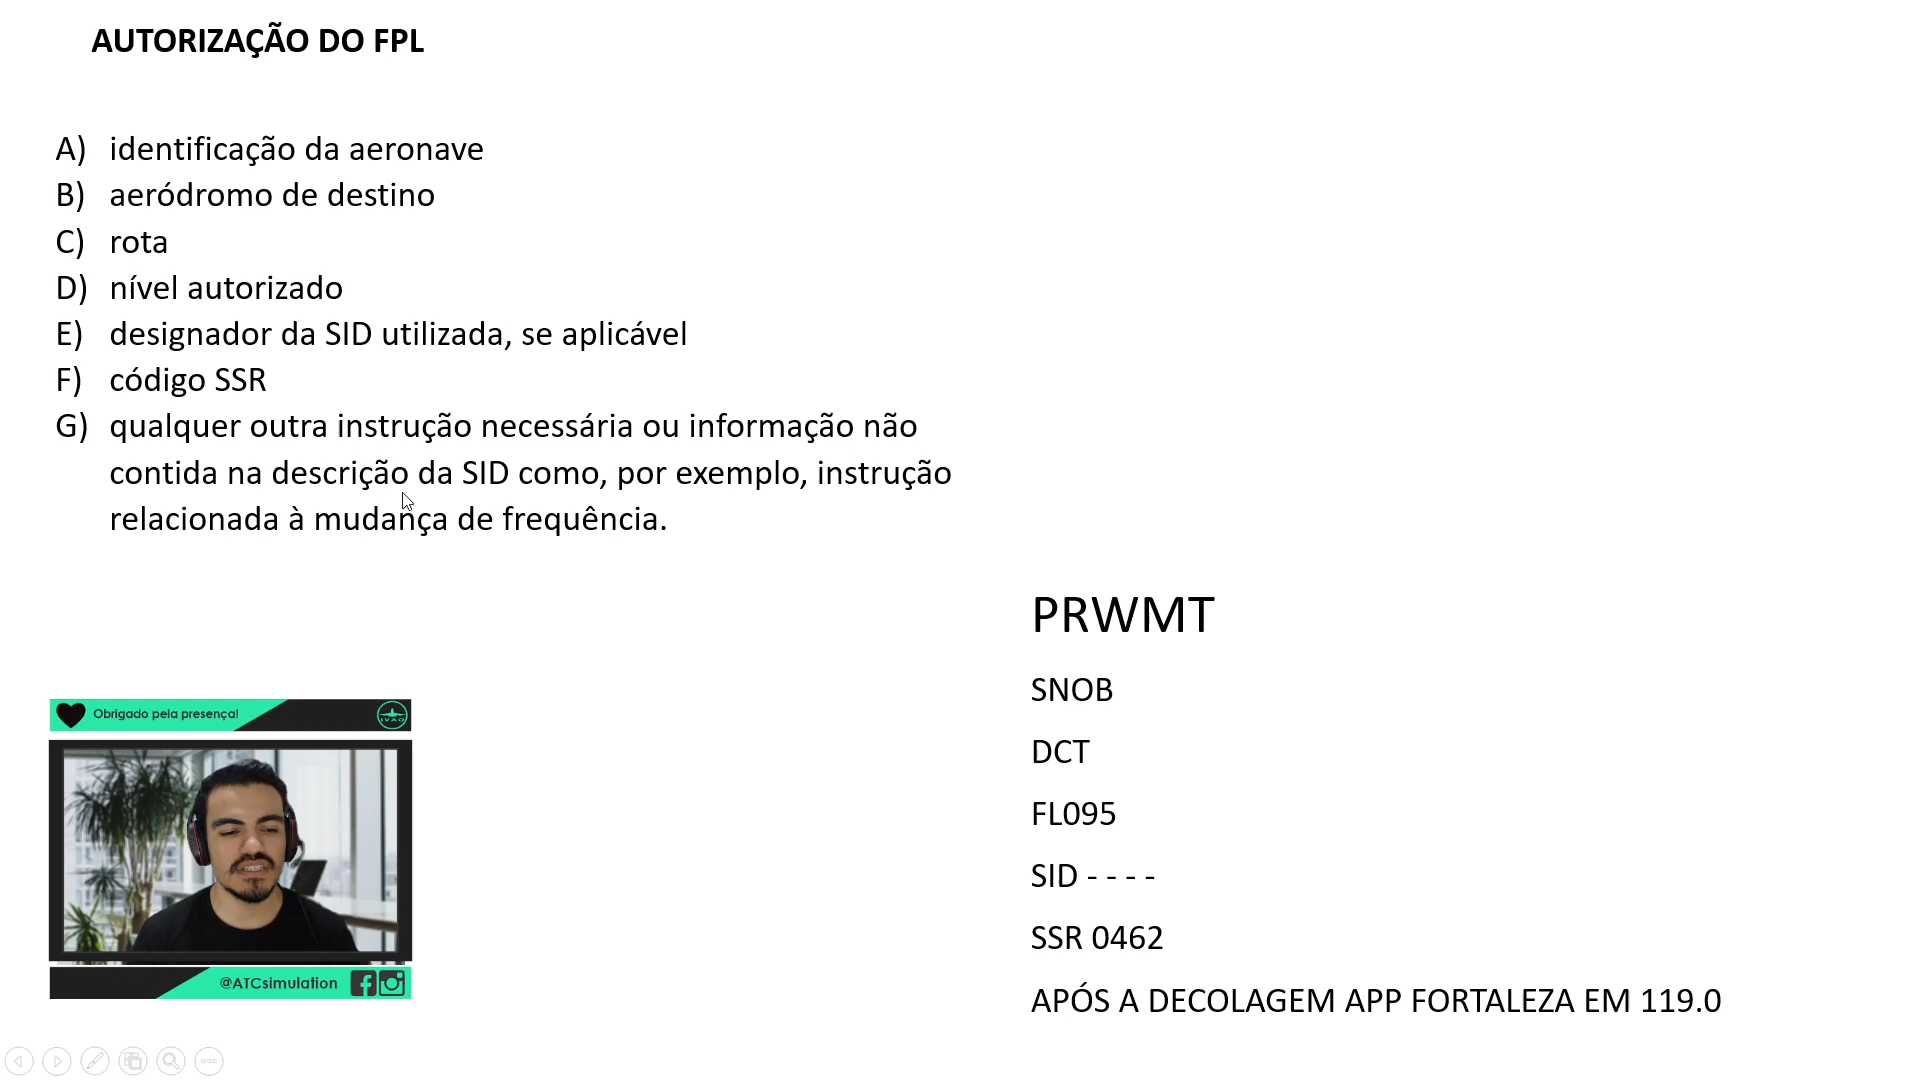 AUTORIZAÇÃO DO FPL
A) identificação da aeronave
B) aeródromo de destino
C) rota
D) nível autorizado
E) designador da SID utilizada, se aplicável
F) código SSR
G) qualquer outra instrução necessária ou informação não
contida na descrição da SID como, por exemplo, instrução
relacionada à mudança de frequência.
PRWMT
SNOB
DCT
FL095
SID - - - -
SSR 0462
APÓS A DECOLAGEM APP FORTALEZA EM 119.0
Obrigado pela presença!
IVAO
@ATCsimulation